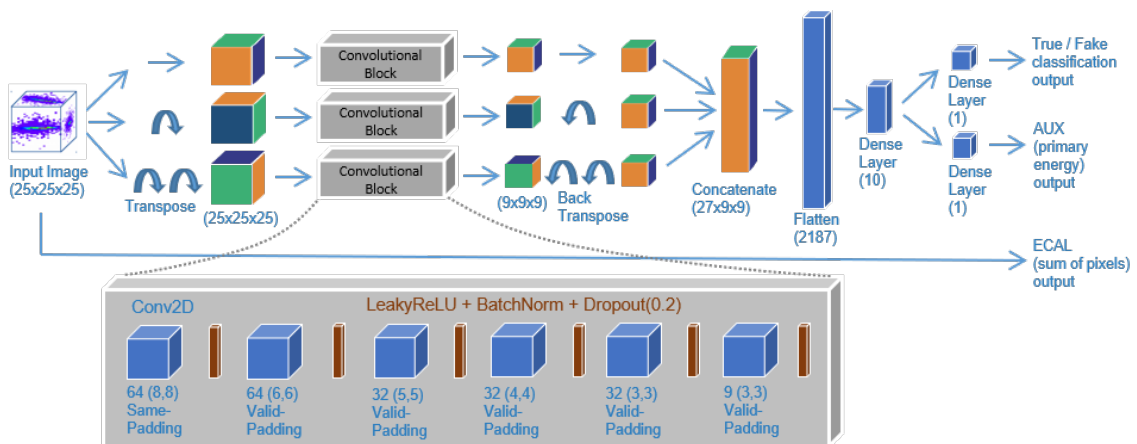 Input Image
(25x25x25)
Transpose
(25x25x25)
Convolutional
Block
Convolutional
Block
Convolutional
Block
(9x9x9)
Back
Transpose
Concatenate
(27x9x9)
Flatten
(2187)
Dense
Layer
(10)
Dense
Layer
(1)
Dense
Layer
(1)
True / Fake
classification
output
AUX
(primary
energy)
output
ECAL
(sum of pixels)
output
Conv2D
LeakyReLU + BatchNorm + Dropout(0.2)
64 (8,8)
Same-
Padding
64 (6,6)
Valid-
Padding
32 (5,5)
Valid-
Padding
32 (4,4)
Valid-
Padding
32 (3,3)
Valid-
Padding
9 (3,3)
Valid-
Padding